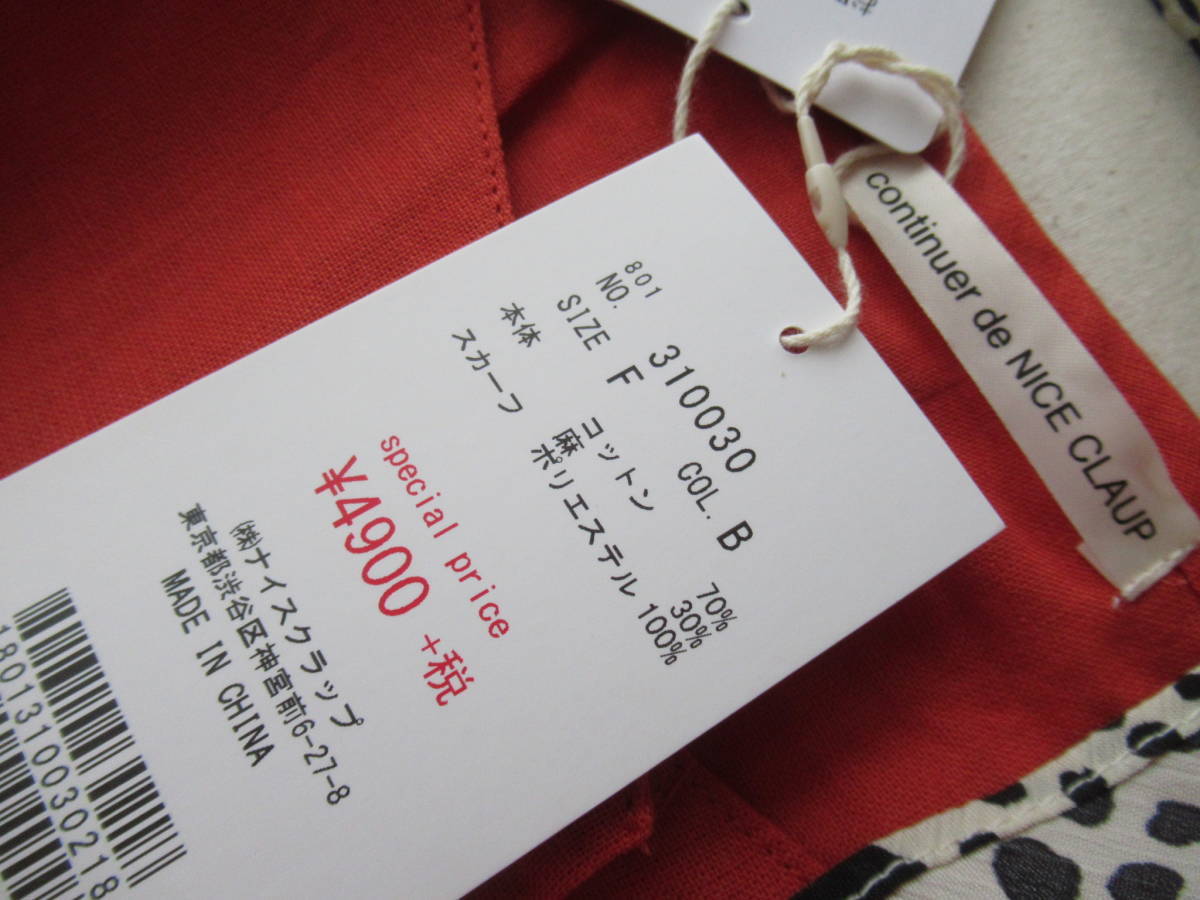 continuer de NICE CLAUP
801
NO. 310030 COL. B
SIZE F
本体 コットン 70%
麻 30%
スカーフ ポリエステル 100%
special price
¥4900 +税
㈱ナイスクラップ
東京都渋谷区神宮前6-27-8
MADE IN CHINA
1801310030218